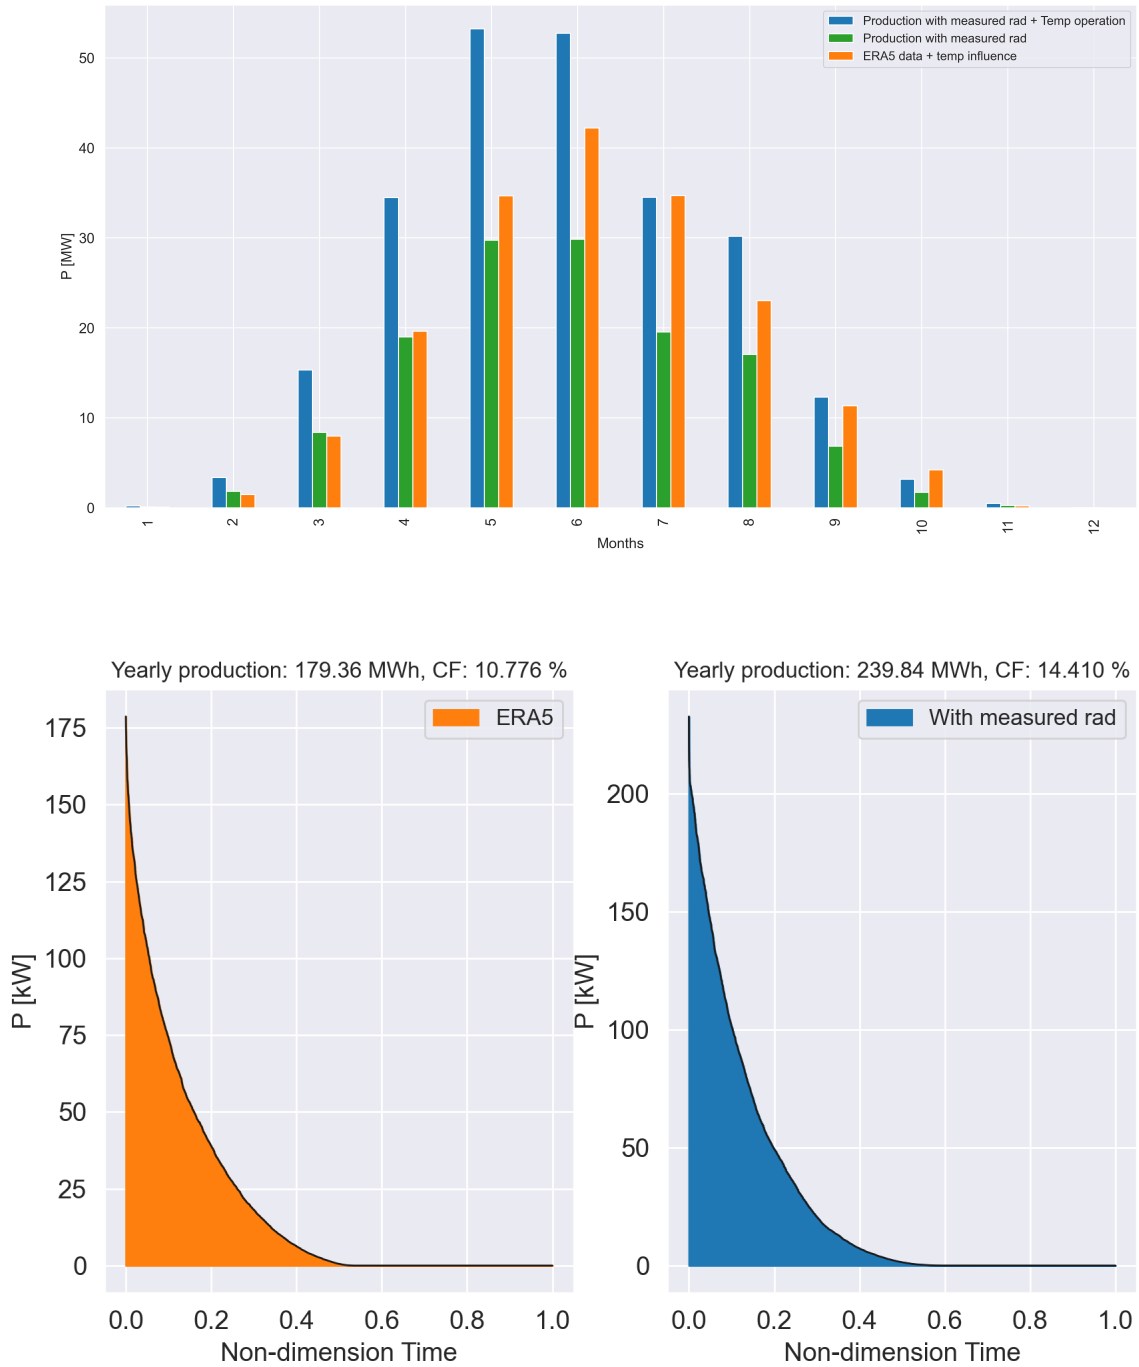 Production with measured rad + Temp operation
Production with measured rad
ERA5 data + temp influence
50
40
30
20
10
0
P [MW]
1 2 3 4 5 6 7 8 9 10 11 12
Months
Yearly production: 179.36 MWh, CF: 10.776 %
ERA5
175
150
125
100
75
50
25
0
P [kW]
0.0 0.2 0.4 0.6 0.8 1.0
Non-dimension Time
Yearly production: 239.84 MWh, CF: 14.410 %
With measured rad
200
150
100
50
0
P [kW]
0.0 0.2 0.4 0.6 0.8 1.0
Non-dimension Time